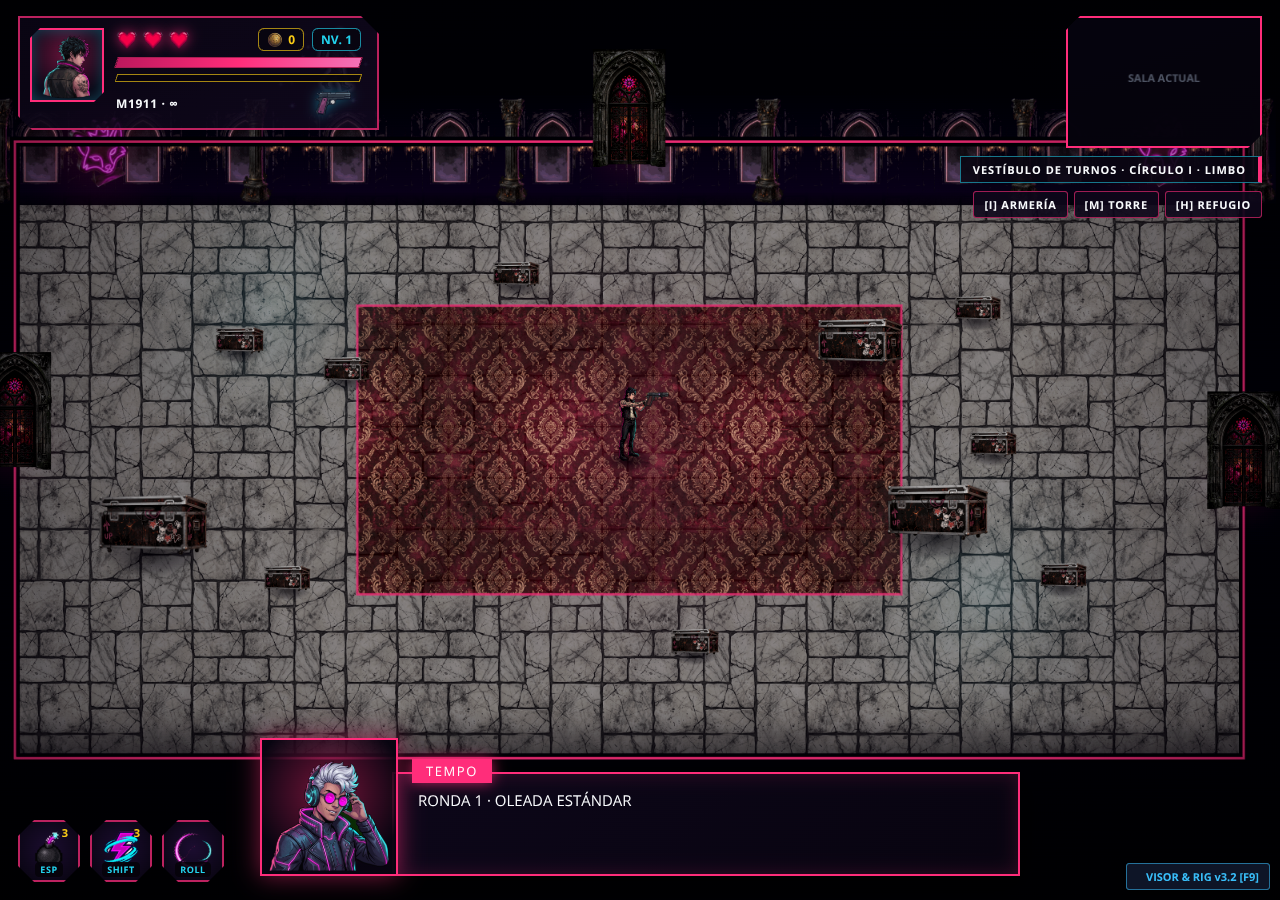 0
NV. 1
M1911 · ∞
SALA ACTUAL
VESTÍBULO DE TURNOS · CÍRCULO I · LIMBO
[I] ARMERÍA
[M] TORRE
[H] REFUGIO
TEMPO
RONDA 1 · OLEADA ESTÁNDAR
3
ESP
3
SHIFT
ROLL
VISOR & RIG v3.2 [F9]